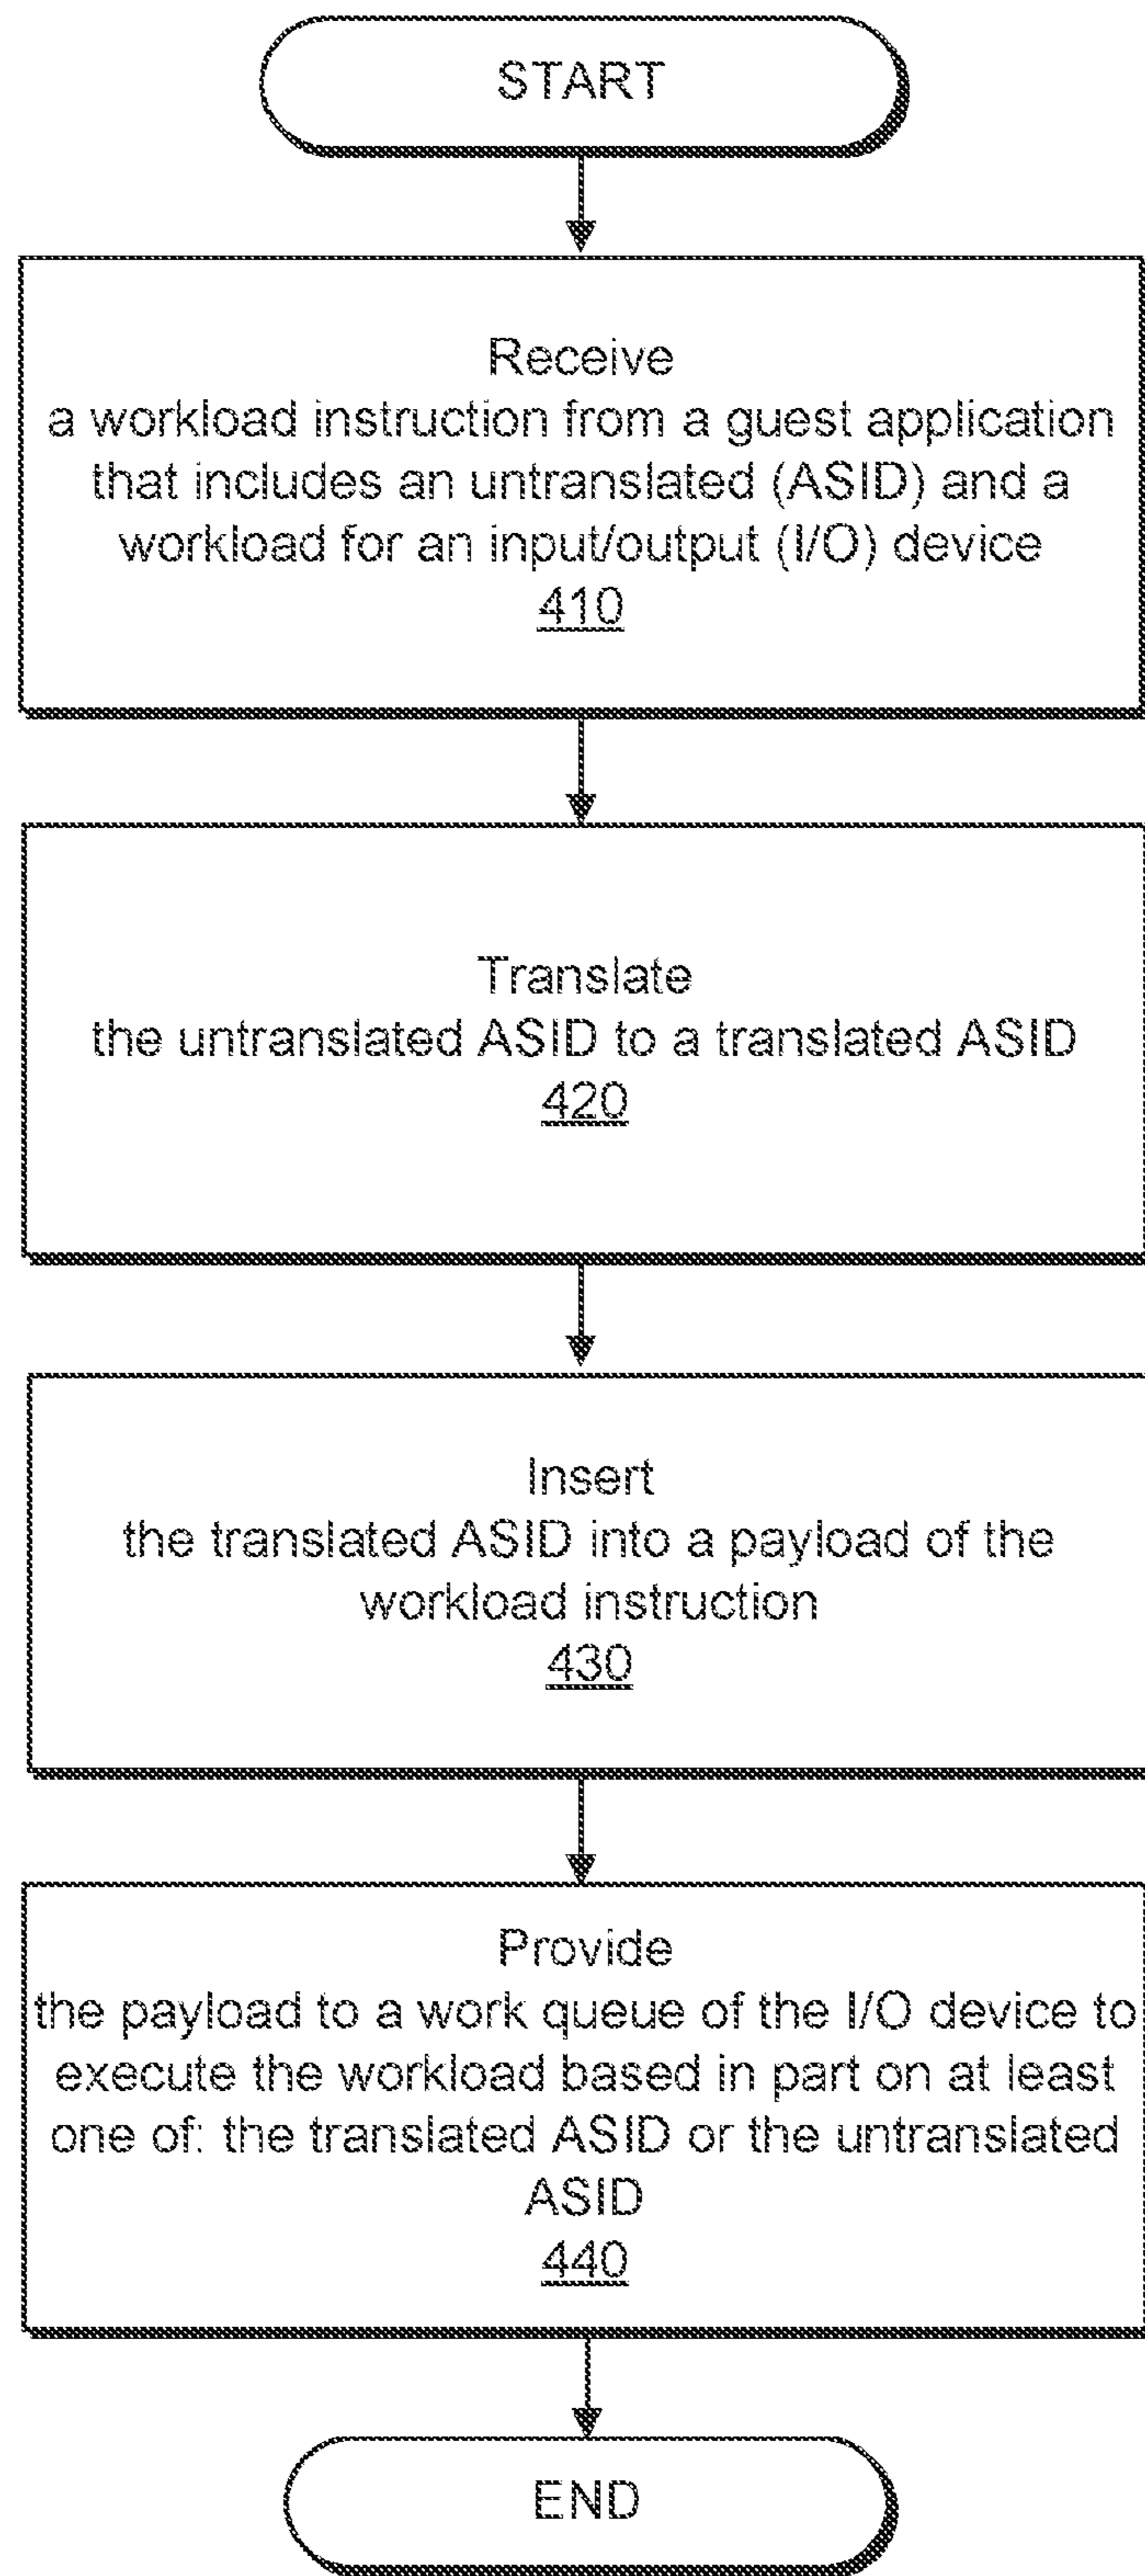 START
Receive
a workload instruction from a guest application
that includes an untranslated (ASID) and a
workload for an input/output (I/O) device
410
Translate
the untranslated ASID to a translated ASID
420
Insert
the translated ASID into a payload of the
workload instruction
430
Provide
the payload to a work queue of the I/O device to
execute the workload based in part on at least
one of: the translated ASID or the untranslated
ASID
440
END